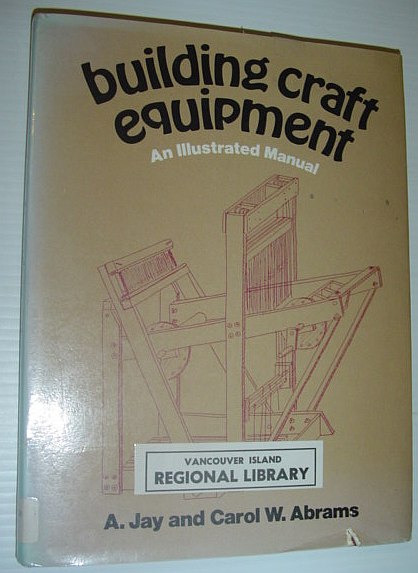 building craft
equipment
An Illustrated Manual
VANCOUVER ISLAND
REGIONAL LIBRARY
A. Jay and Carol W. Abrams